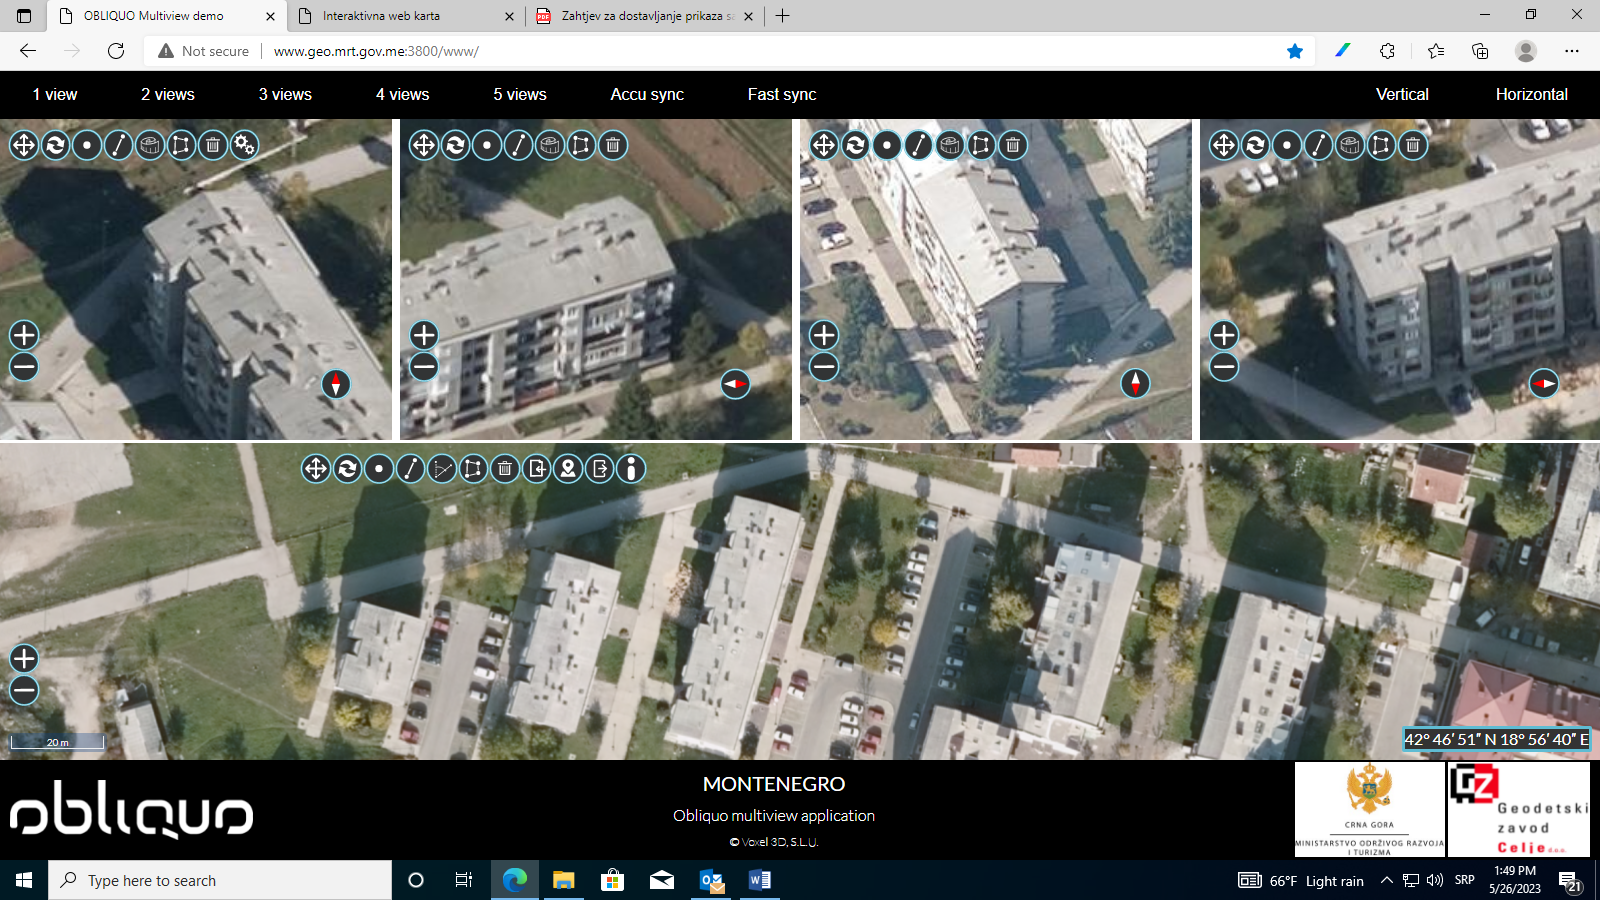 OBLIQUO Multiview demo
Interaktivna web karta
Zahtjev za dostavljanje prikaza sa
Not secure
www.geo.mrt.gov.me:3800/www/
1 view
2 views
3 views
4 views
5 views
Accu sync
Fast sync
Vertical
Horizontal
20 m
42° 46′ 51″ N 18° 56′ 40″ E
obliquo
MONTENEGRO
Obliquo multiview application
© Voxel 3D, S.L.U.
CRNA GORA
MINISTARSTVO ODRŽIVOG RAZVOJA
I TURIZMA
GZ
Geodetski
zavod
Celje d.o.o.
Type here to search
66°F Light rain
SRP
1:49 PM
5/26/2023
21